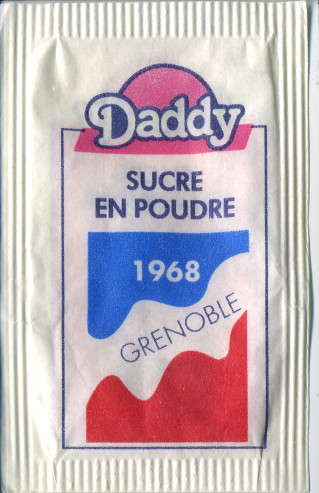 Daddy
SUCRE
EN POUDRE
1968
GRENOBLE